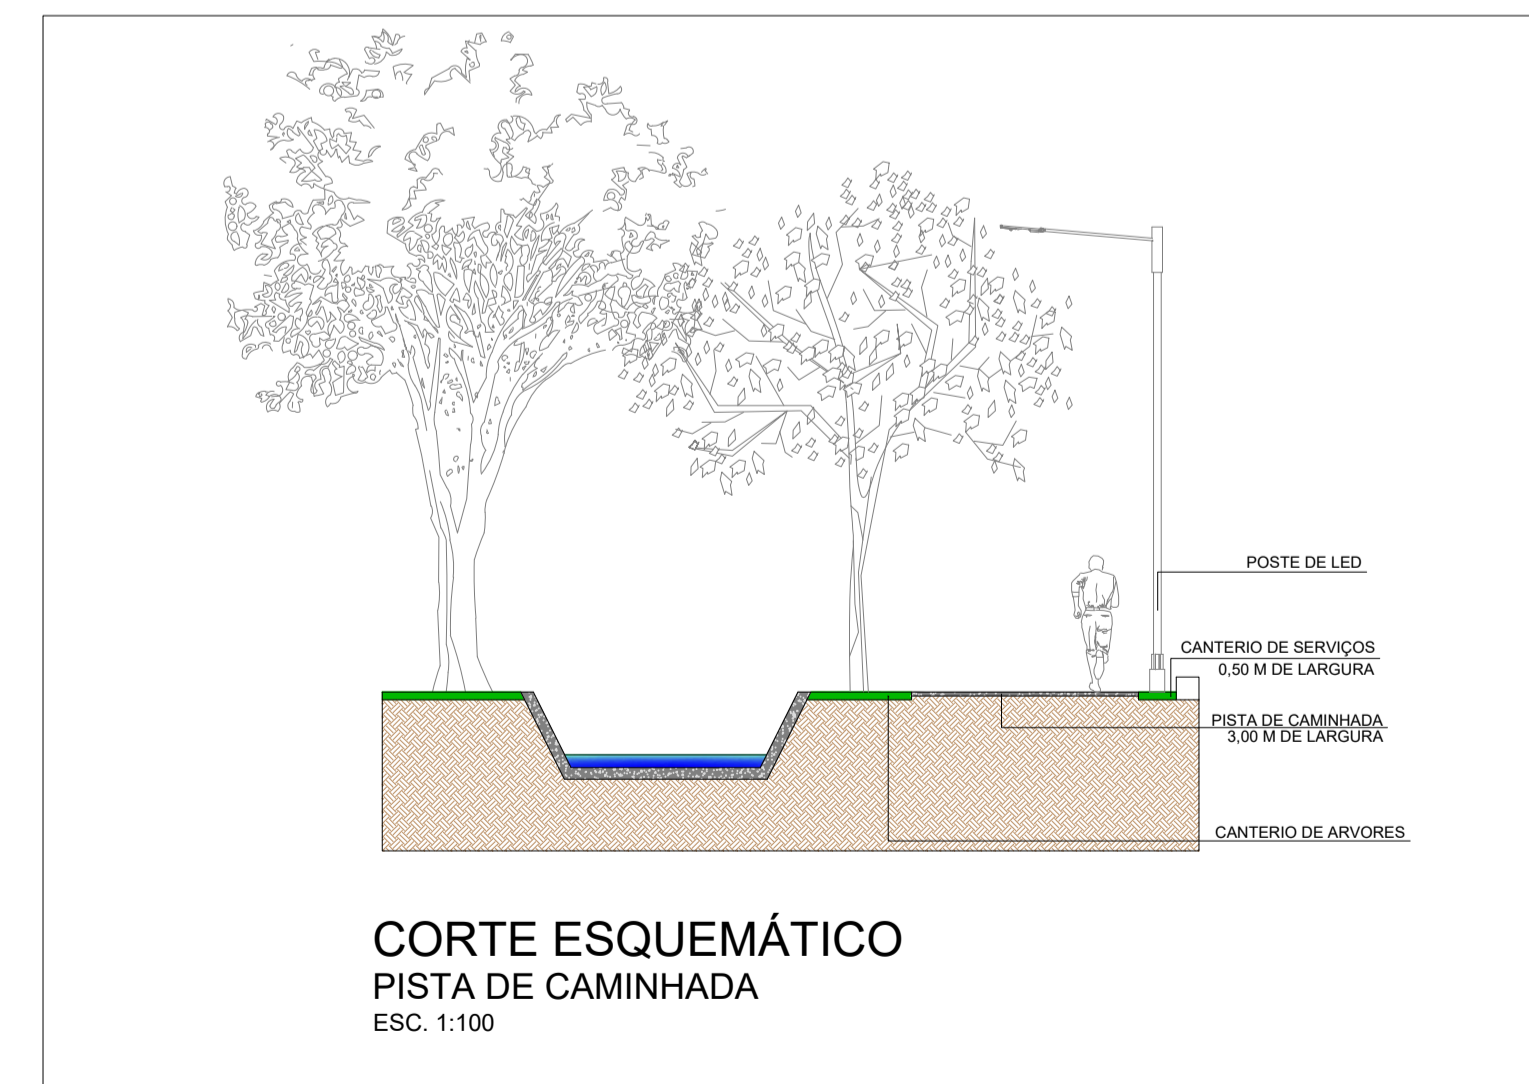 POSTE DE LED
CANTERIO DE SERVIÇOS
0,50 M DE LARGURA
PISTA DE CAMINHADA
3,00 M DE LARGURA
CANTERIO DE ARVORES
CORTE ESQUEMÁTICO
PISTA DE CAMINHADA
ESC. 1:100